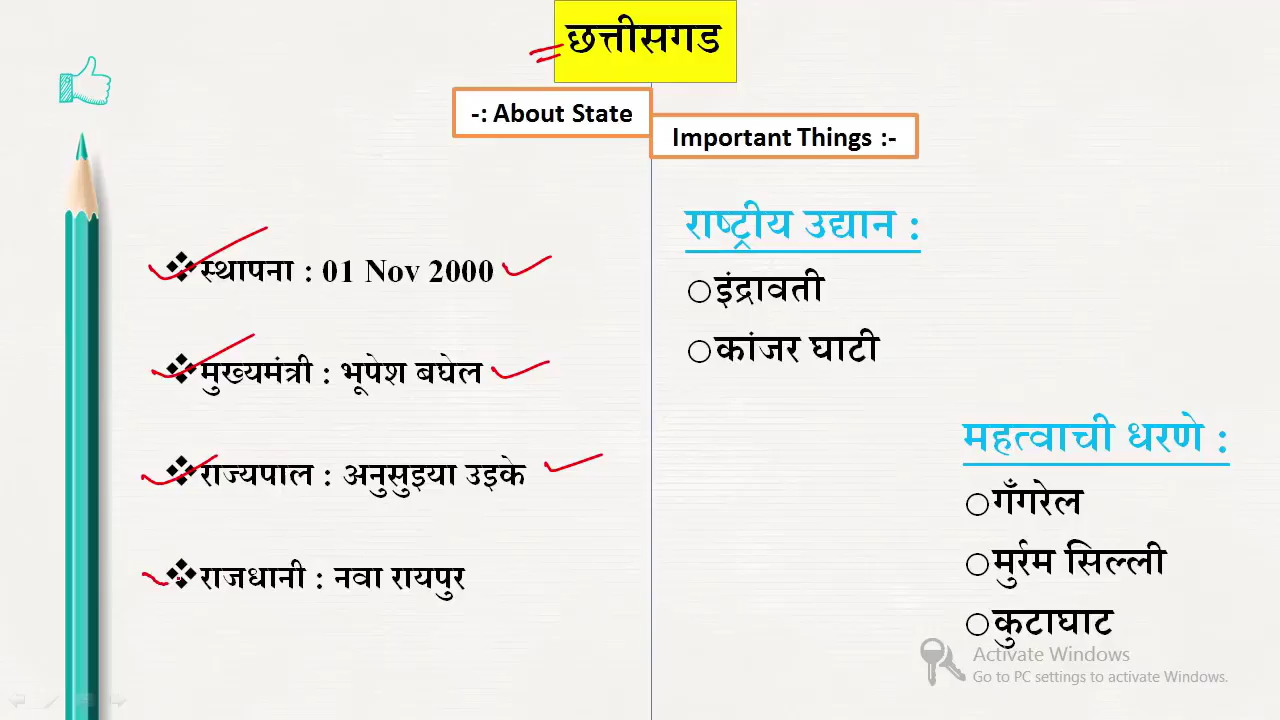 छत्तीसगड
-: About State
Important Things :-
❖स्थापना : 01 Nov 2000
❖मुख्यमंत्री : भूपेश बघेल
❖राज्यपाल : अनुसुइया उइके
❖राजधानी : नवा रायपुर
राष्ट्रीय उद्यान :
○इंद्रावती
○कांजर घाटी
महत्वाची धरणे :
○गँगरेल
○मुर्रम सिल्ली
○कुटाघाट
Activate Windows
Go to PC settings to activate Windows.